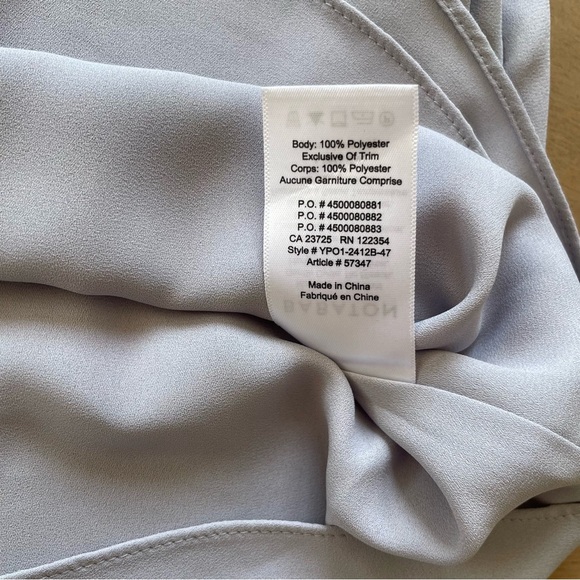 Body: 100% Polyester
Exclusive Of Trim
Corps: 100% Polyester
Aucune Garniture Comprise
P.O. # 4500080881
P.O. # 4500080882
P.O. # 4500080883
CA 23725 RN 122354
Style # YPO1-2412B-47
Article # 57347
Made in China
Fabriqué en Chine
BABATON